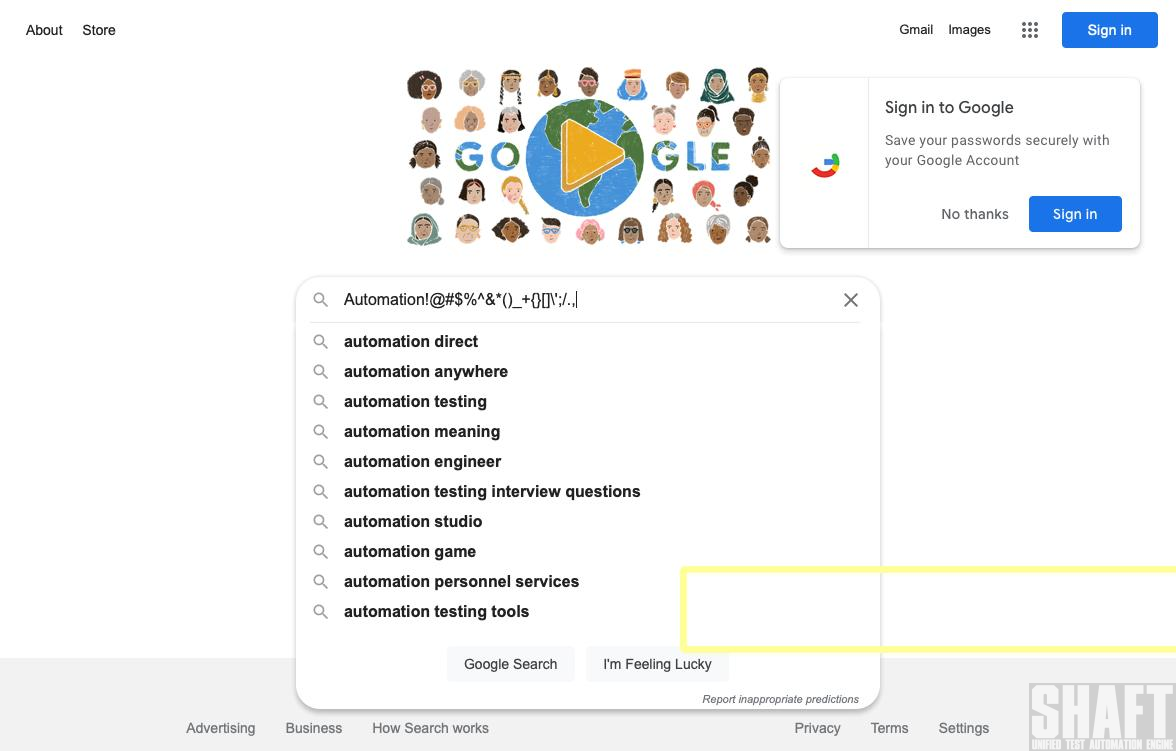 About Store Gmail Images Sign in
GO GLE
Sign in to Google
Save your passwords securely with
your Google Account
No thanks Sign in
Automation!@#$%^&*()_+{}[]\';/.,
automation direct
automation anywhere
automation testing
automation meaning
automation engineer
automation testing interview questions
automation studio
automation game
automation personnel services
automation testing tools
Google Search I'm Feeling Lucky
Report inappropriate predictions
Advertising Business How Search works Privacy Terms Settings
SHAFT
UNIFIED TEST AUTOMATION ENGINE